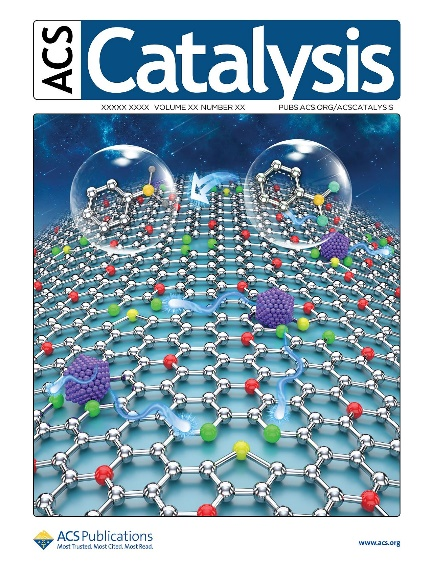 ACS
Catalysis
XXXXX XXXX VOLUME XX NUMBER XX PUBS.ACS.ORG/ACSCATALYSIS
ACS Publications
Most Trusted. Most Cited. Most Read.
www.acs.org